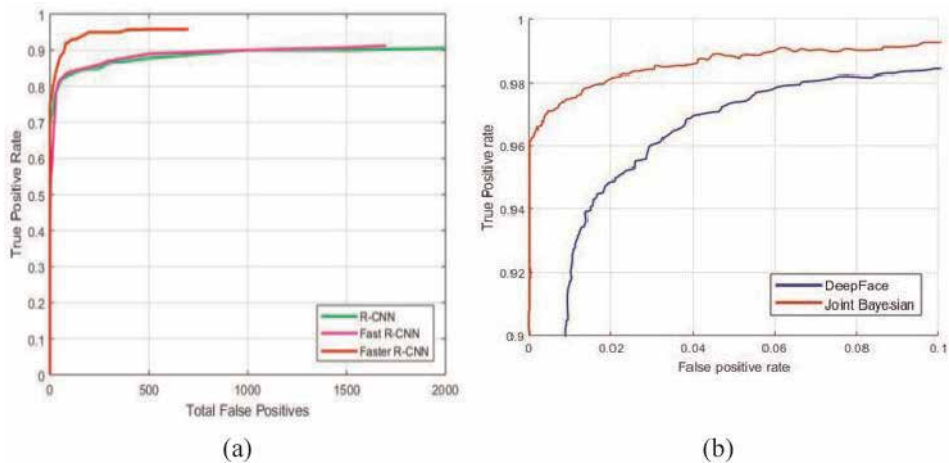 1
0.9
0.8
0.7
0.6
0.5
0.4
0.3
0.2
0.1
0
True Positive Rate
R-CNN
Fast R-CNN
Faster R-CNN
0 500 1000 1500 2000
Total False Positives
(a)
1
0.98
0.96
0.94
0.92
0.9
True Positive rate
DeepFace
Joint Bayesian
0 0.02 0.04 0.06 0.08 0.1
False positive rate
(b)